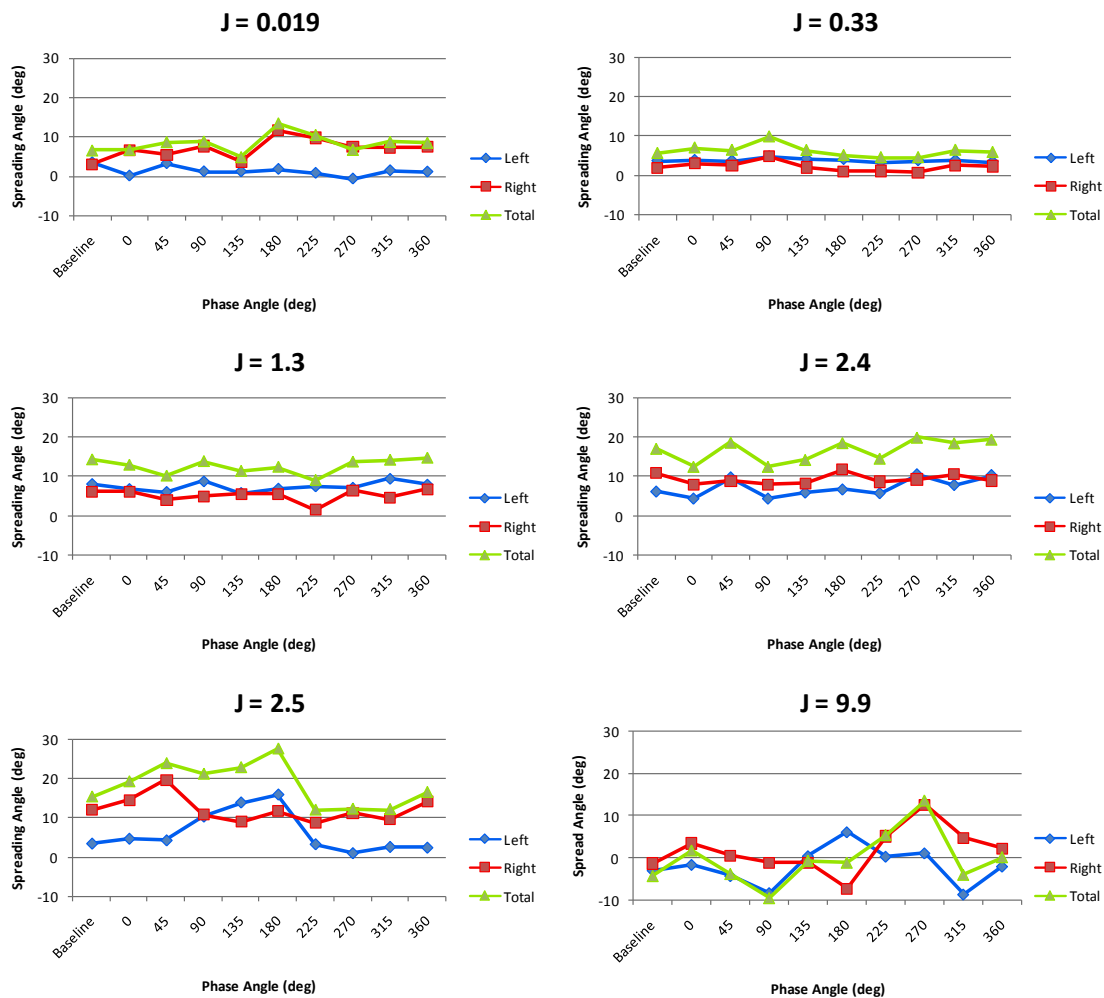 J = 0.019
Spreading Angle (deg)
30
20
10
0
-10
Baseline 0 45 90 135 180 225 270 315 360
Phase Angle (deg)
Left
Right
Total
J = 0.33
Spreading Angle (deg)
30
20
10
0
-10
Baseline 0 45 90 135 180 225 270 315 360
Phase Angle (deg)
Left
Right
Total
J = 1.3
Spreading Angle (deg)
30
20
10
0
-10
Baseline 0 45 90 135 180 225 270 315 360
Phase Angle (deg)
Left
Right
Total
J = 2.4
Spreading Angle (deg)
30
20
10
0
-10
Baseline 0 45 90 135 180 225 270 315 360
Phase Angle (deg)
Left
Right
Total
J = 2.5
Spreading Angle (deg)
30
20
10
0
-10
Baseline 0 45 90 135 180 225 270 315 360
Phase Angle (deg)
Left
Right
Total
J = 9.9
Spread Angle (deg)
30
20
10
0
-10
Baseline 0 45 90 135 180 225 270 315 360
Phase Angle (deg)
Left
Right
Total